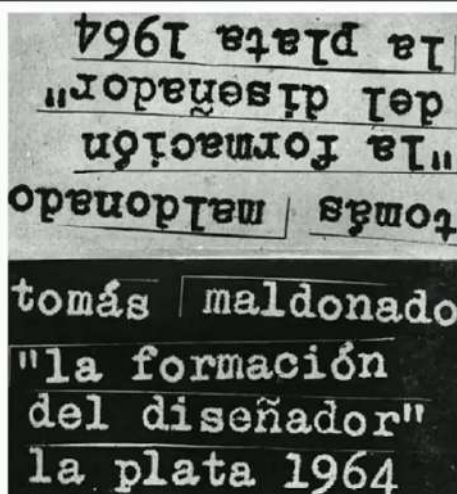 tomás maldonado
"la formación
del diseñador"
la plata 1964
tomás maldonado
"la formación
del diseñador"
la plata 1964